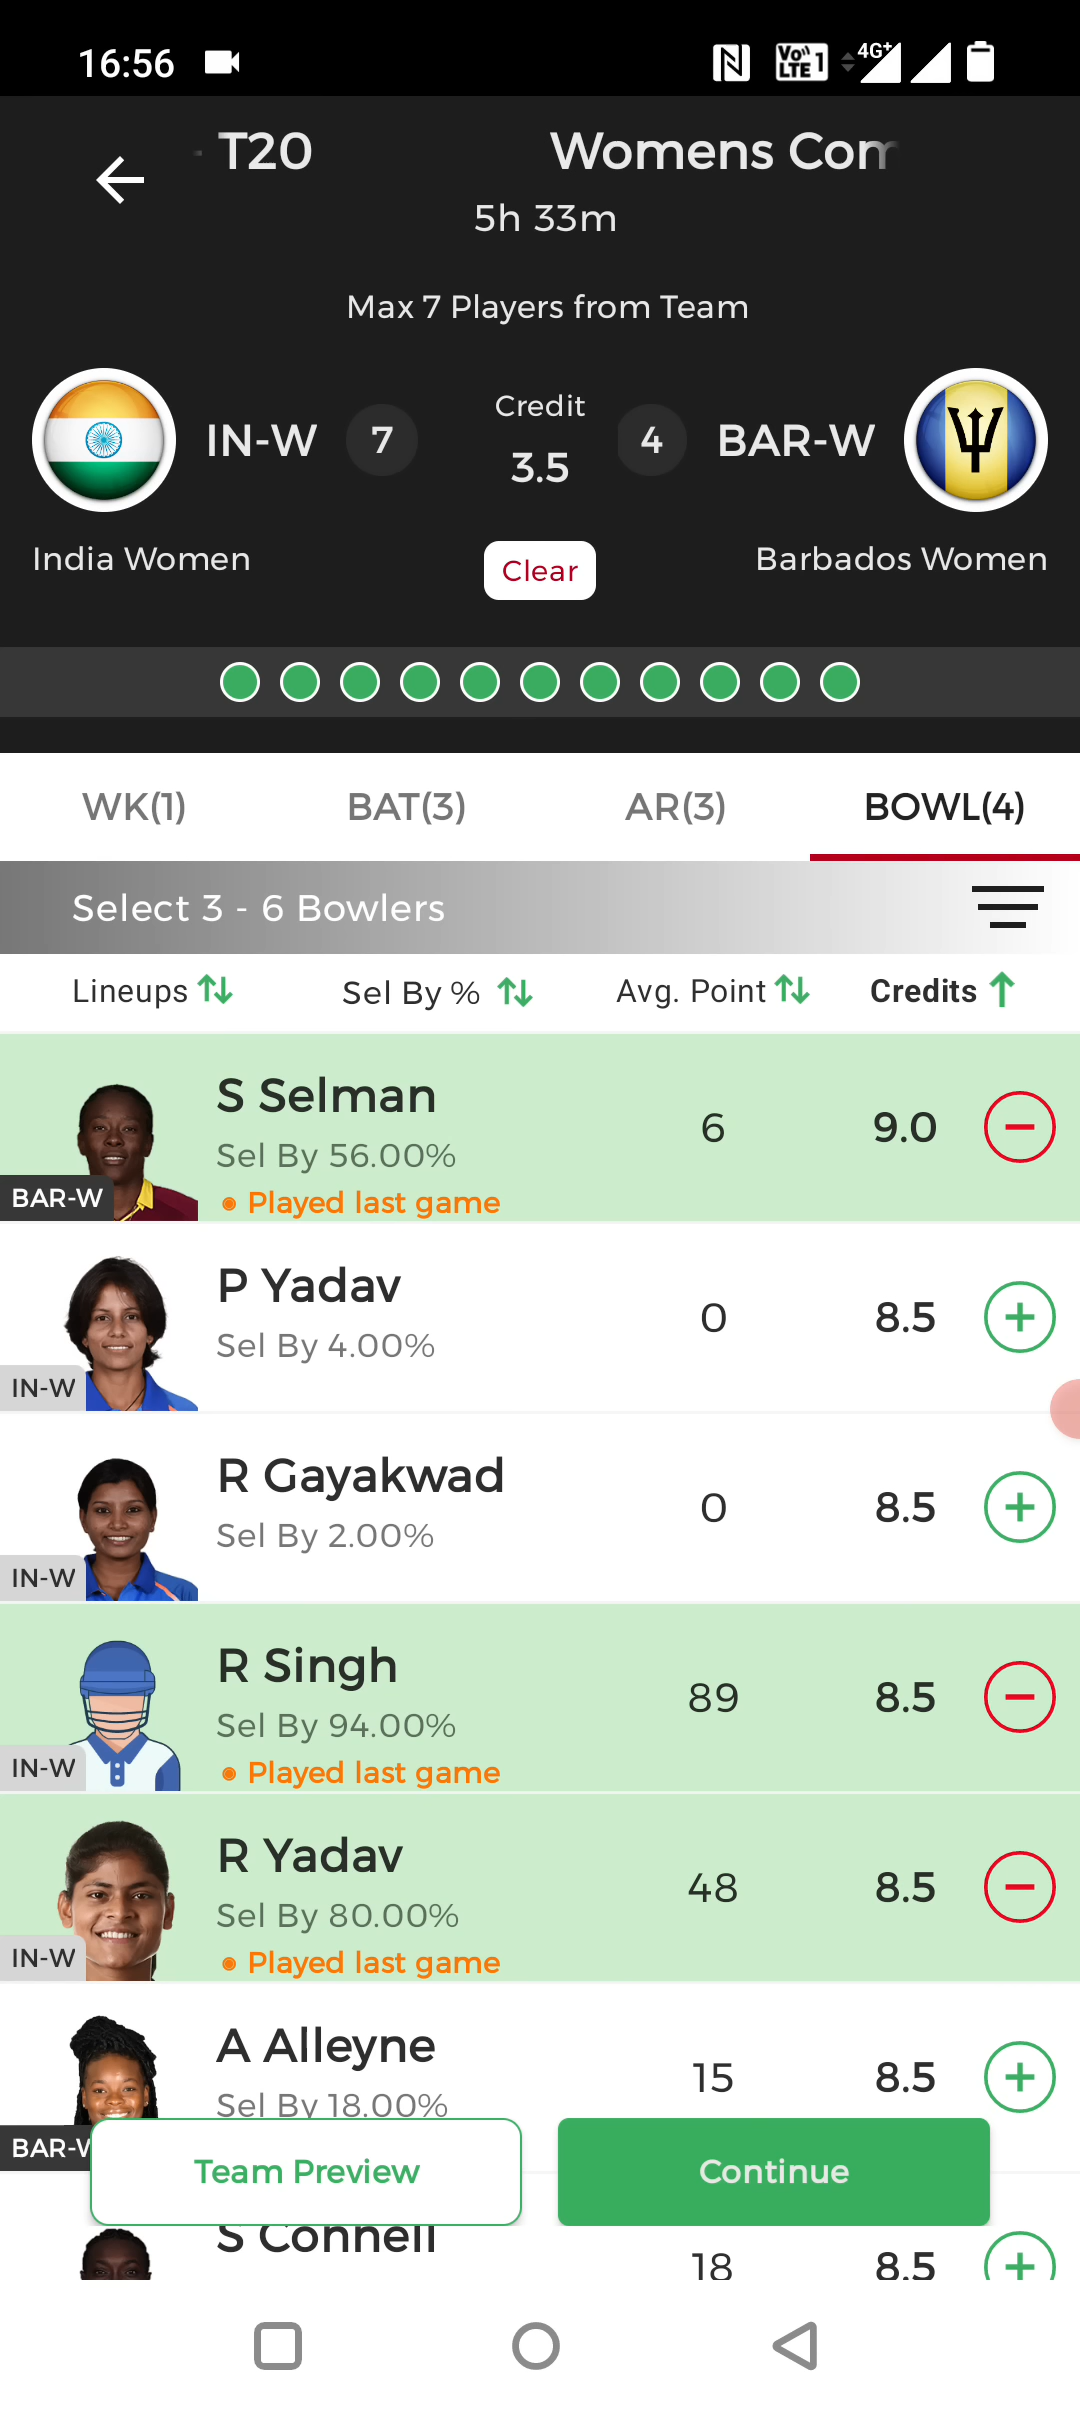 16:56
Vo)) LTE 1 4G+
- T20 Womens Com
5h 33m
Max 7 Players from Team
IN-W 7 Credit 3.5 4 BAR-W
India Women Clear Barbados Women
WK(1) BAT(3) AR(3) BOWL(4)
Select 3 - 6 Bowlers
Lineups Sel By % Avg. Point Credits
S Selman
Sel By 56.00%
Played last game
BAR-W
6 9.0
P Yadav
Sel By 4.00%
IN-W
0 8.5
R Gayakwad
Sel By 2.00%
IN-W
0 8.5
R Singh
Sel By 94.00%
Played last game
IN-W
89 8.5
R Yadav
Sel By 80.00%
Played last game
IN-W
48 8.5
A Alleyne
Sel By 18.00%
BAR-W
15 8.5
Team Preview Continue
S Connell
18 8.5